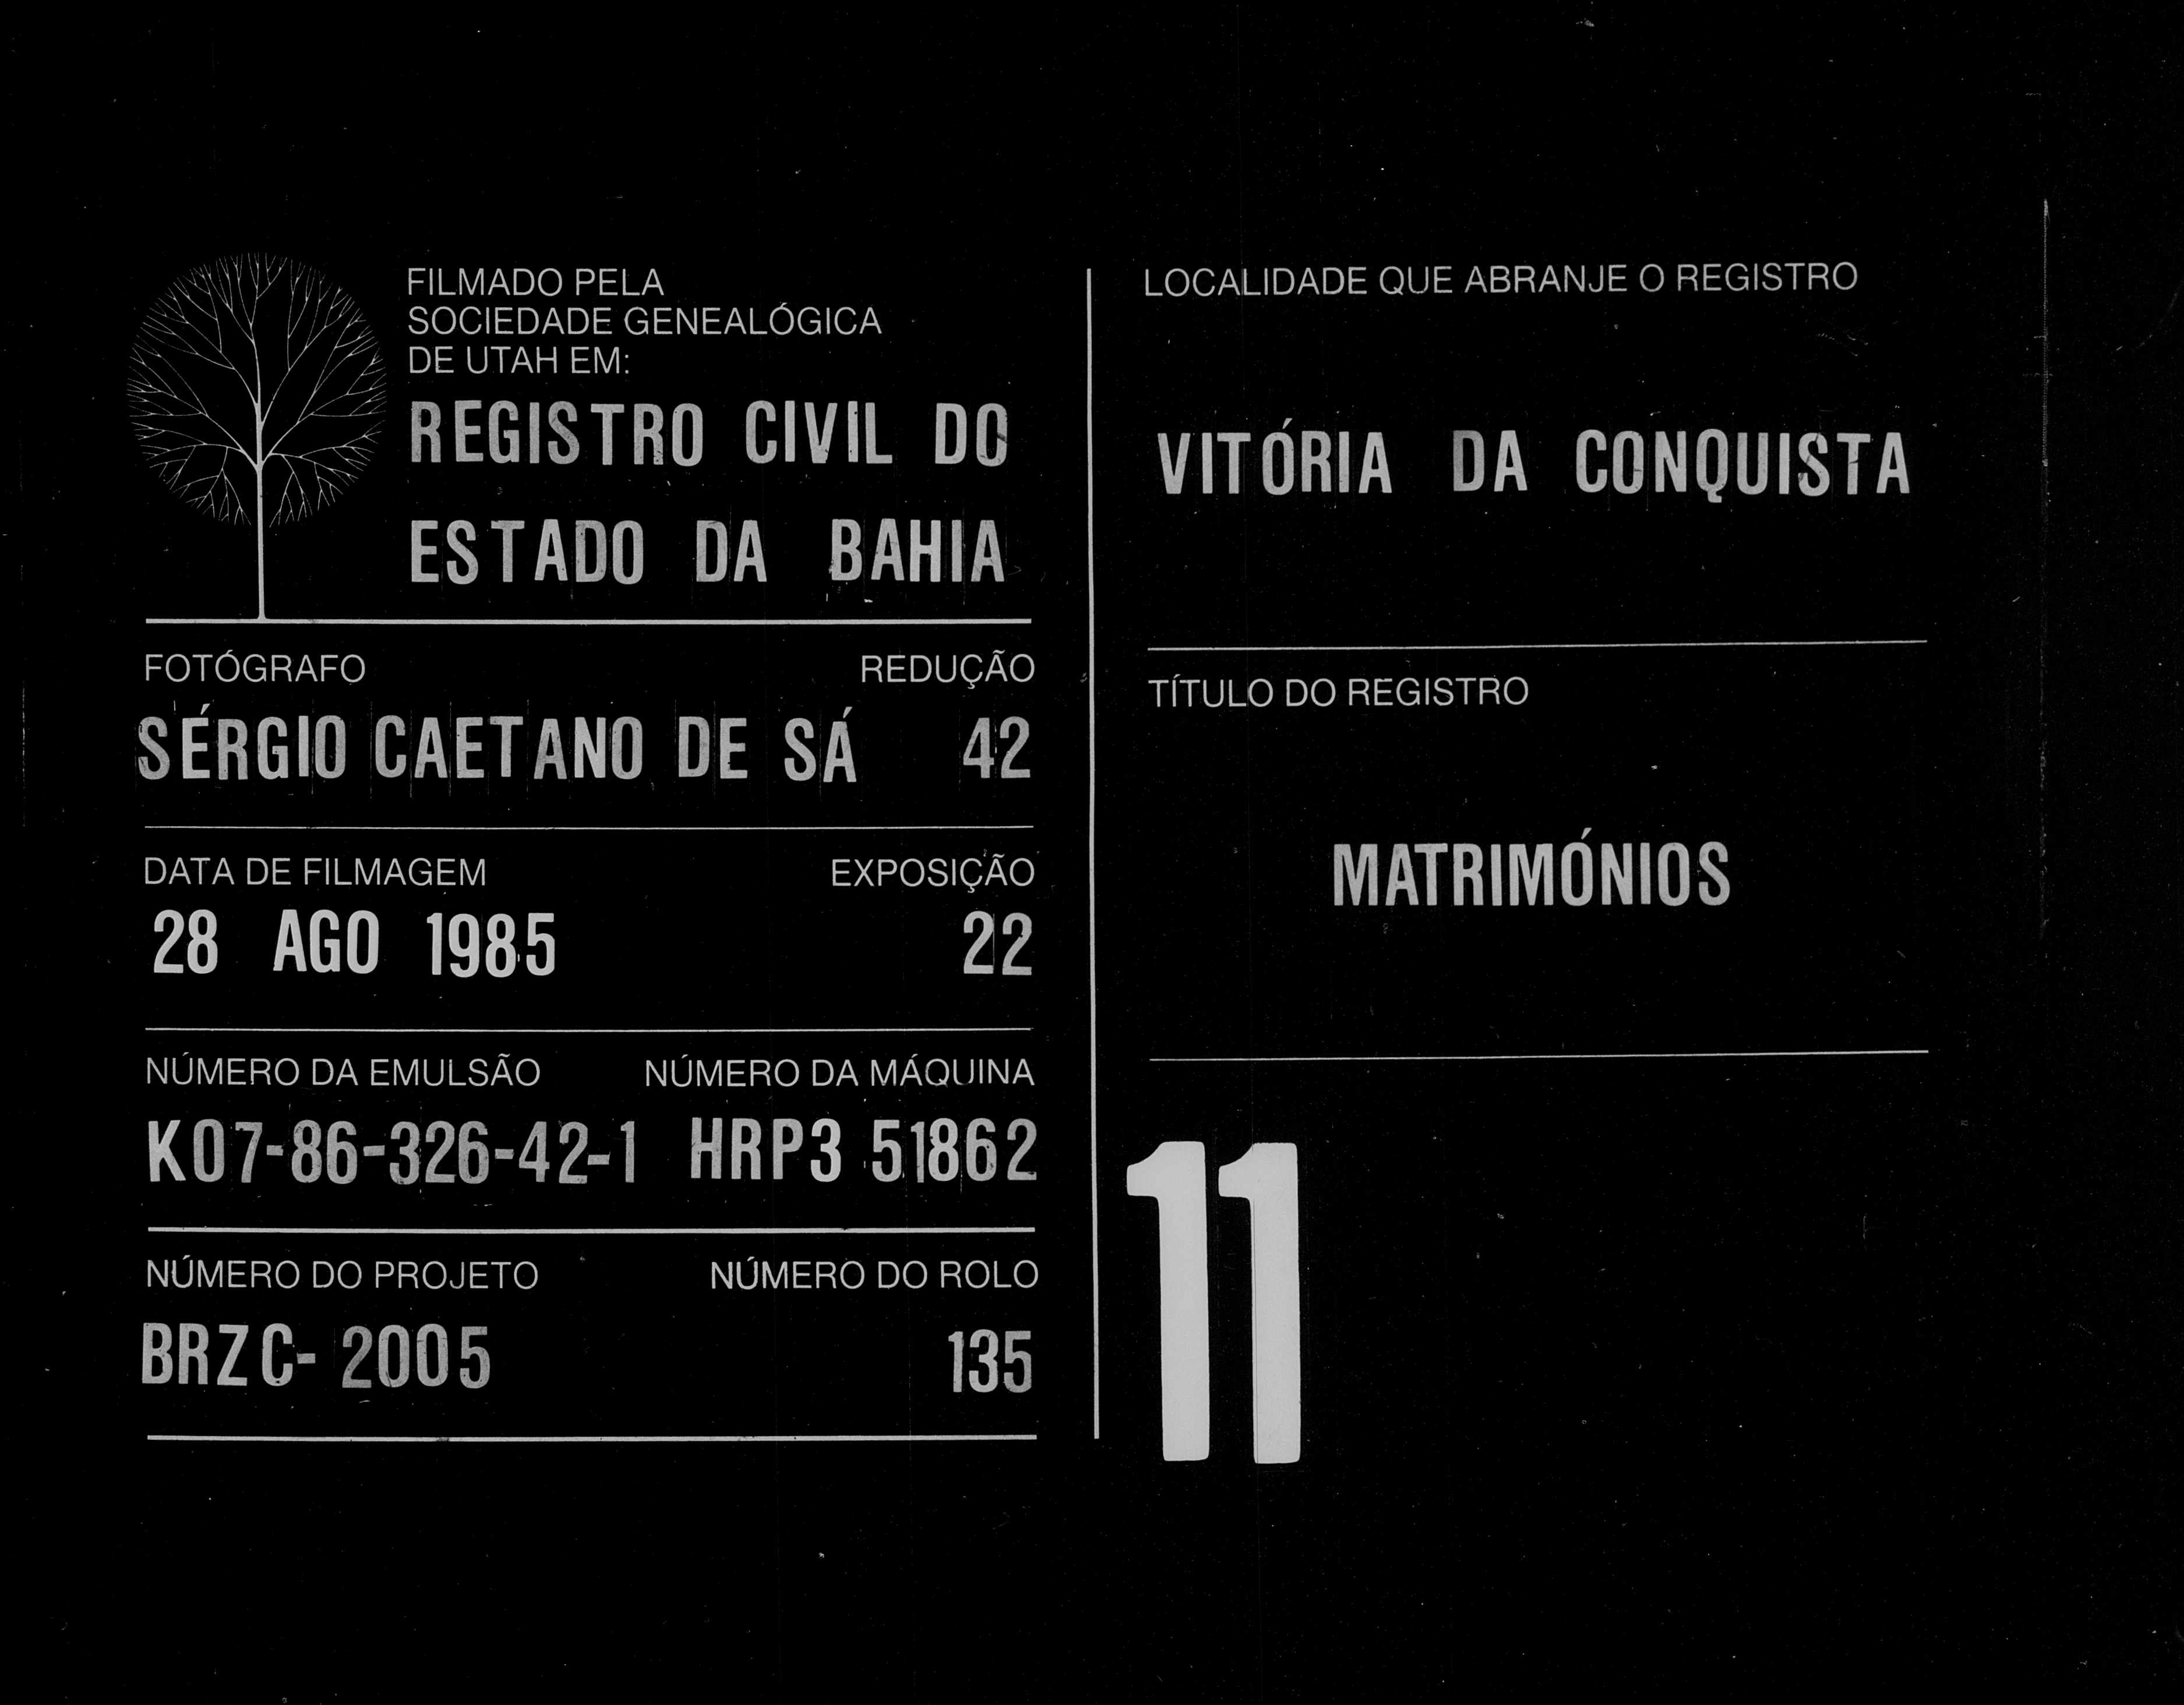 FILMADO PELA
SOCIEDADE GENEALÓGICA
DE UTAH EM:
REGISTRO CIVIL DO
ESTADO DA BAHIA
FOTÓGRAFO REDUÇÃO
SÉRGIO CAETANO DE SÁ 42
DATA DE FILMAGEM EXPOSIÇÃO
28 AGO 1985 22
NÚMERO DA EMULSÃO NÚMERO DA MÁQUINA
K07-86-326-42-1 HRP3 51862
NÚMERO DO PROJETO NÚMERO DO ROLO
BRZC-2005 135
LOCALIDADE QUE ABRANJE O REGISTRO
VITÓRIA DA CONQUISTA
TÍTULO DO REGISTRO
MATRIMÓNIOS
11